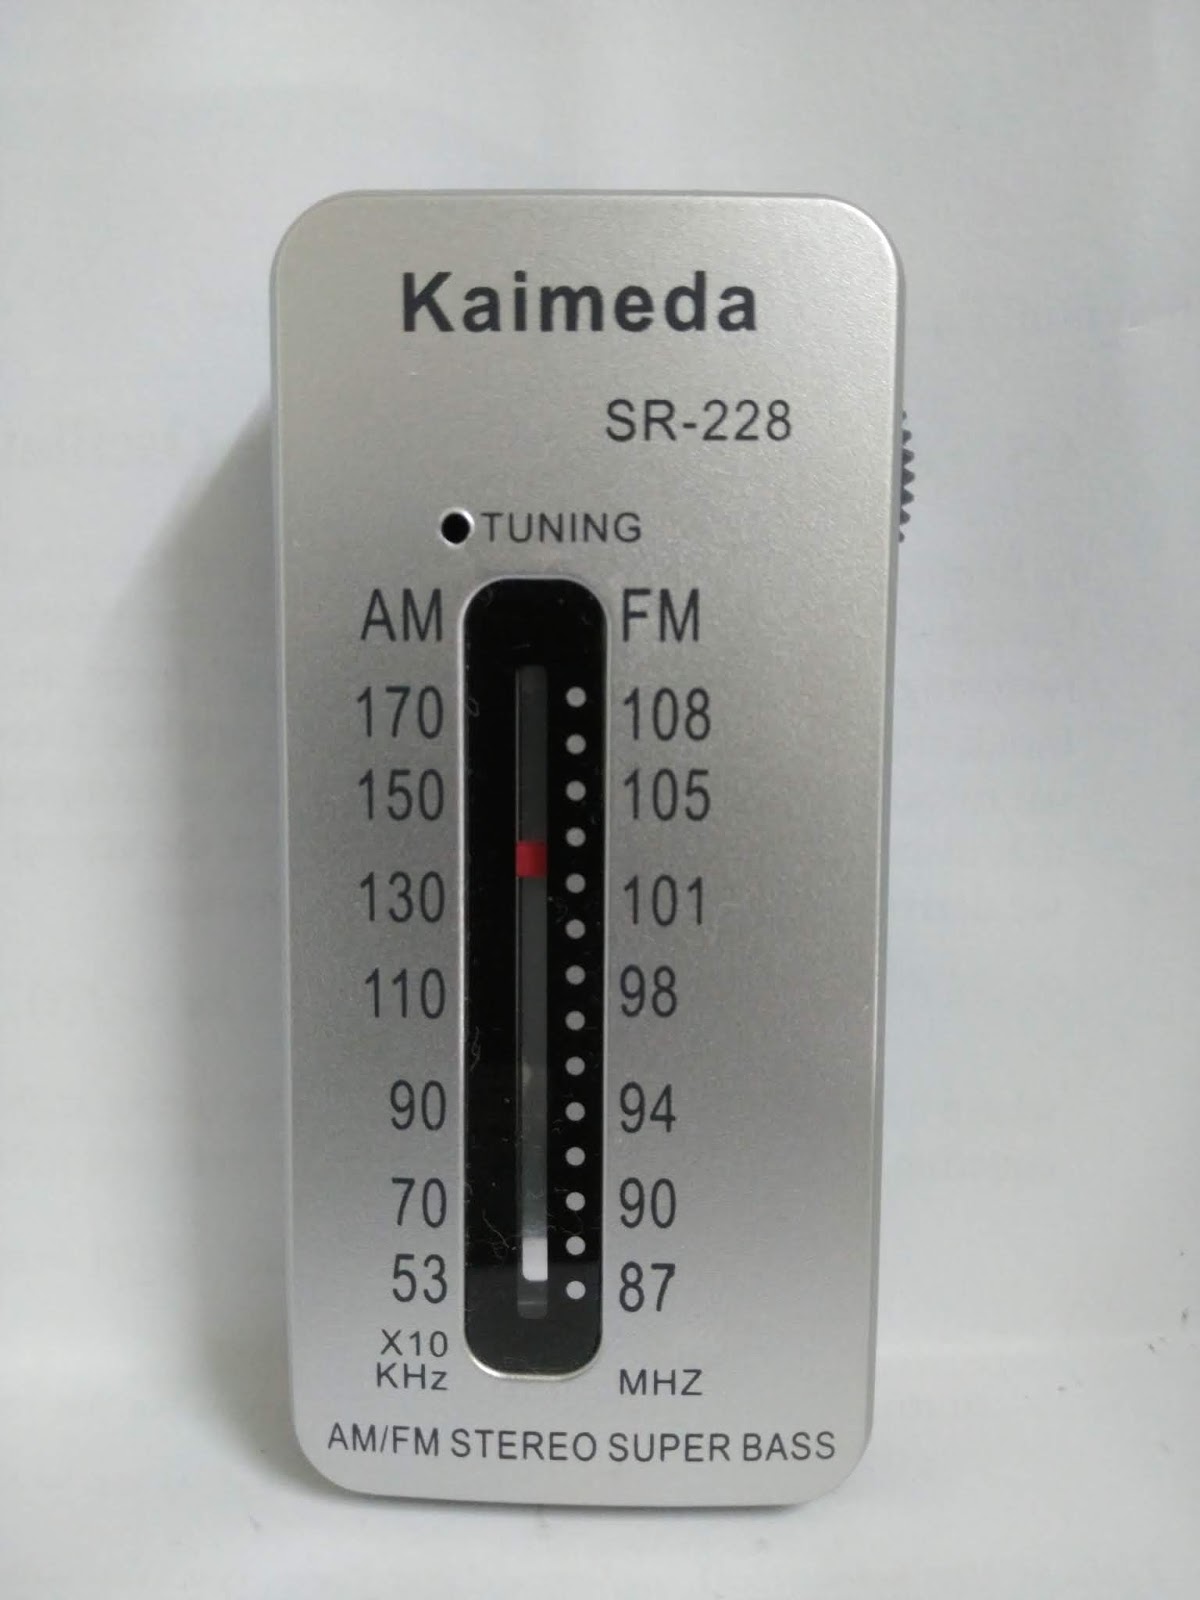 Kaimeda
SR-228
TUNING
AM FM
170 108
150 105
130 101
110 98
90 94
70 90
53 87
X10
KHz MHZ
AM/FM STEREO SUPER BASS